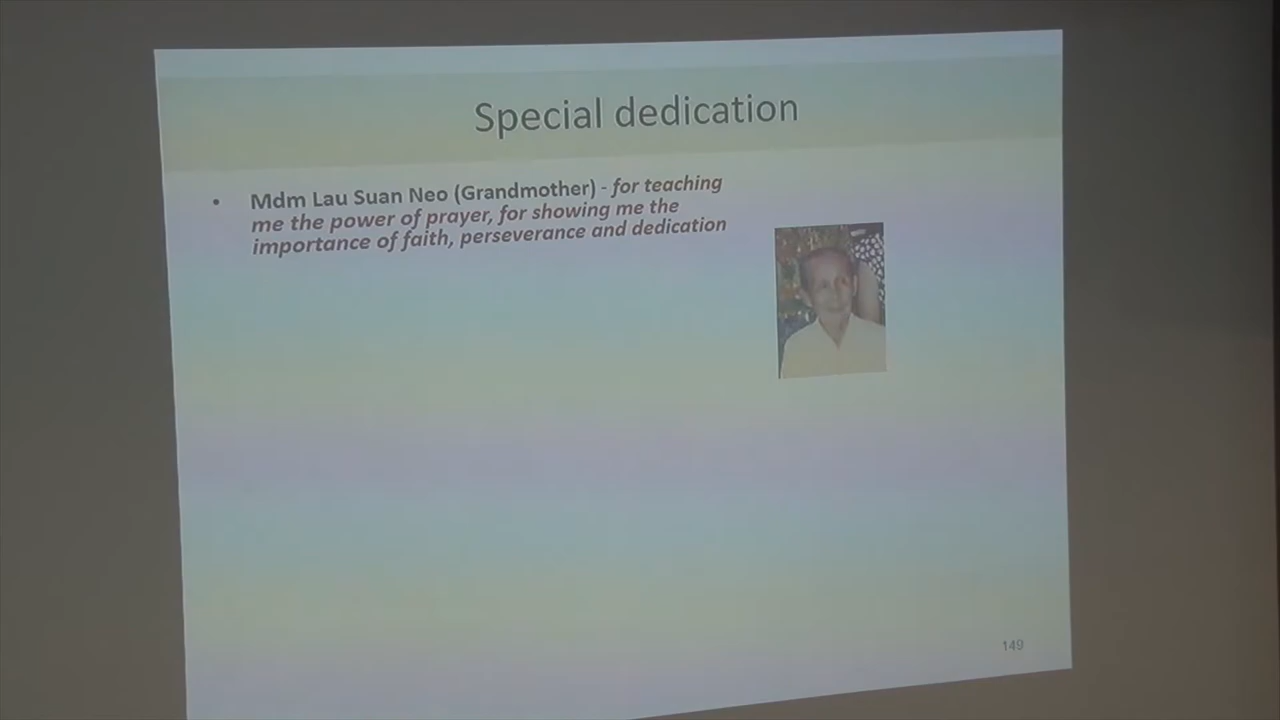 Special dedication
• Mdm Lau Suan Neo (Grandmother) - for teaching
me the power of prayer, for showing me the
importance of faith, perseverance and dedication
149